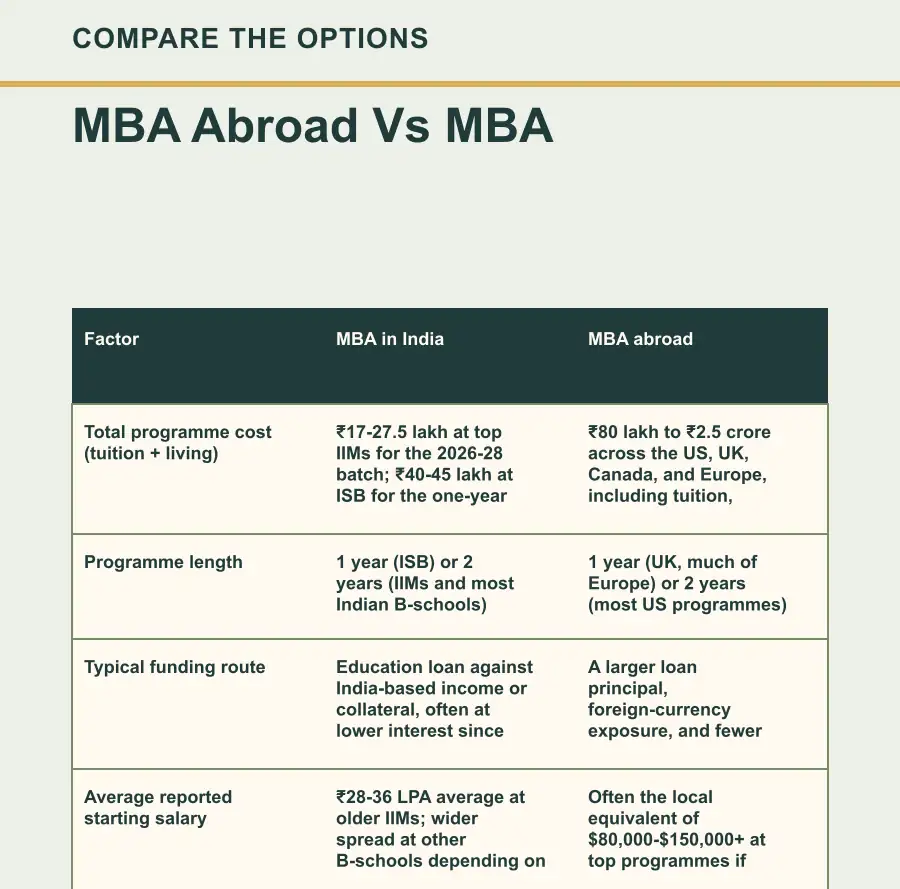 COMPARE THE OPTIONS
MBA Abroad Vs MBA
Factor
MBA in India
MBA abroad
Total programme cost
(tuition + living)
₹17-27.5 lakh at top
IIMs for the 2026-28
batch; ₹40-45 lakh at
ISB for the one-year
₹80 lakh to ₹2.5 crore
across the US, UK,
Canada, and Europe,
including tuition,
Programme length
1 year (ISB) or 2
years (IIMs and most
Indian B-schools)
1 year (UK, much of
Europe) or 2 years
(most US programmes)
Typical funding route
Education loan against
India-based income or
collateral, often at
lower interest since
A larger loan
principal,
foreign-currency
exposure, and fewer
Average reported
starting salary
₹28-36 LPA average at
older IIMs; wider
spread at other
B-schools depending on
Often the local
equivalent of
$80,000-$150,000+ at
top programmes if